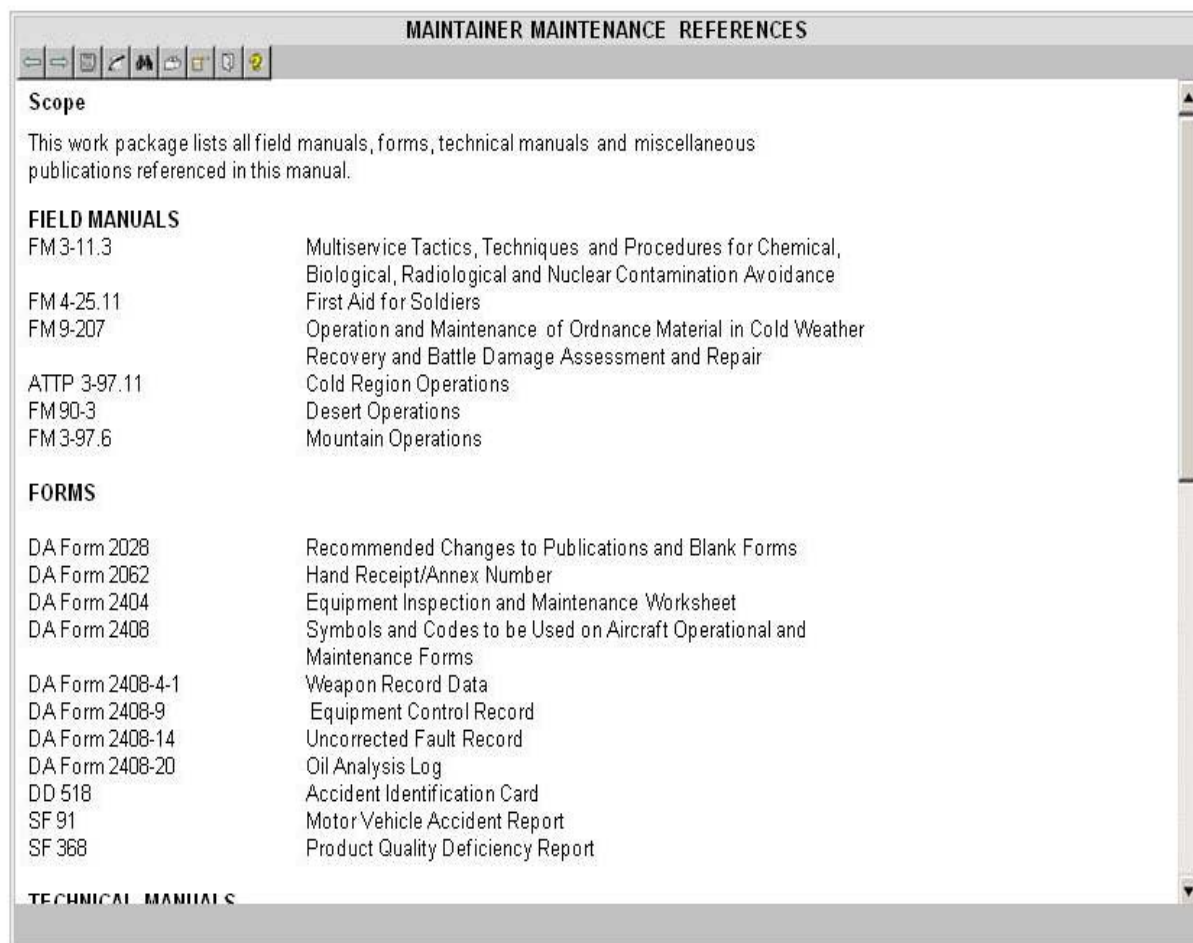 MAINTAINER MAINTENANCE REFERENCES
Scope
This work package lists all field manuals, forms, technical manuals and miscellaneous
publications referenced in this manual.
FIELD MANUALS
FM 3-11.3 Multiservice Tactics, Techniques and Procedures for Chemical,
Biological, Radiological and Nuclear Contamination Avoidance
FM 4-25.11 First Aid for Soldiers
FM 9-207 Operation and Maintenance of Ordnance Material in Cold Weather
Recovery and Battle Damage Assessment and Repair
ATTP 3-97.11 Cold Region Operations
FM 90-3 Desert Operations
FM 3-97.6 Mountain Operations
FORMS
DA Form 2028 Recommended Changes to Publications and Blank Forms
DA Form 2062 Hand Receipt/Annex Number
DA Form 2404 Equipment Inspection and Maintenance Worksheet
DA Form 2408 Symbols and Codes to be Used on Aircraft Operational and
Maintenance Forms
DA Form 2408-4-1 Weapon Record Data
DA Form 2408-9 Equipment Control Record
DA Form 2408-14 Uncorrected Fault Record
DA Form 2408-20 Oil Analysis Log
DD 518 Accident Identification Card
SF 91 Motor Vehicle Accident Report
SF 368 Product Quality Deficiency Report
TECHNICAL MANUALS